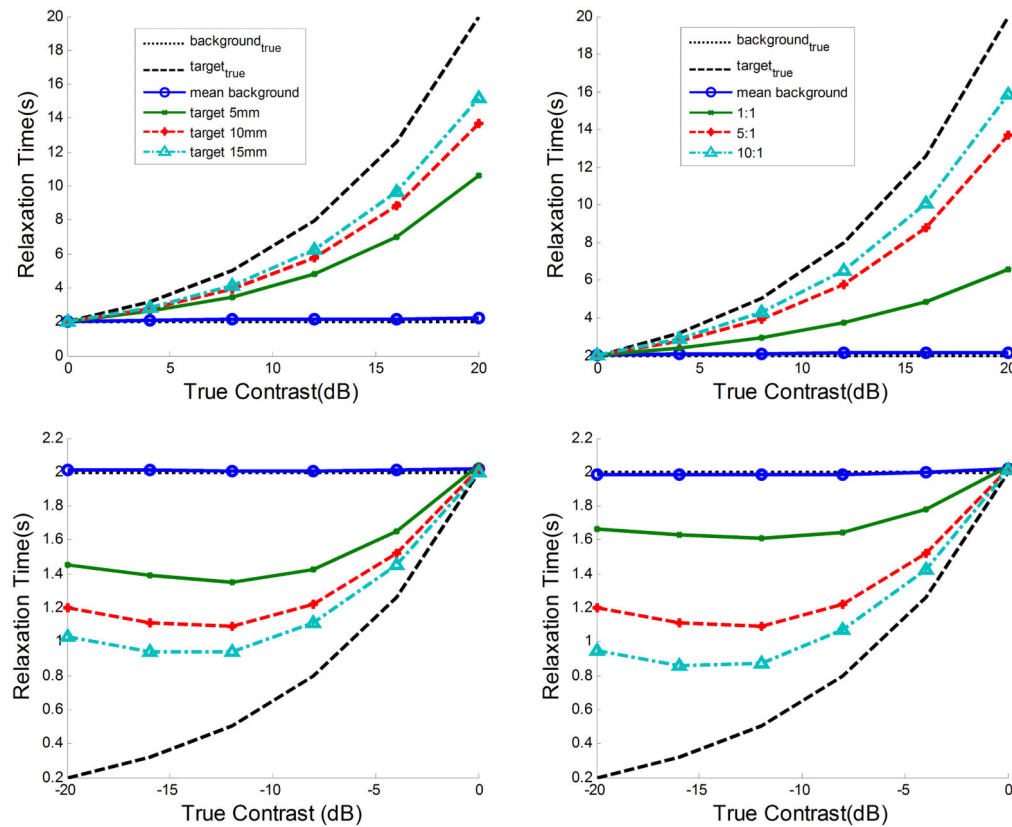 20
18
16
14
12
10
8
6
4
2
0
Relaxation Time(s)
background_true
target_true
mean background
target 5mm
target 10mm
target 15mm
0 5 10 15 20
True Contrast(dB)
20
18
16
14
12
10
8
6
4
2
Relaxation Time(s)
background_true
target_true
mean background
1:1
5:1
10:1
0 5 10 15 20
True Contrast(dB)
2.2
2
1.8
1.6
1.4
1.2
1
0.8
0.6
0.4
0.2
Relaxation Time(s)
-20 -15 -10 -5 0
True Contrast (dB)
2.2
2
1.8
1.6
1.4
1.2
1
0.8
0.6
0.4
0.2
Relaxation Time(s)
-20 -15 -10 -5 0
True Contrast(dB)